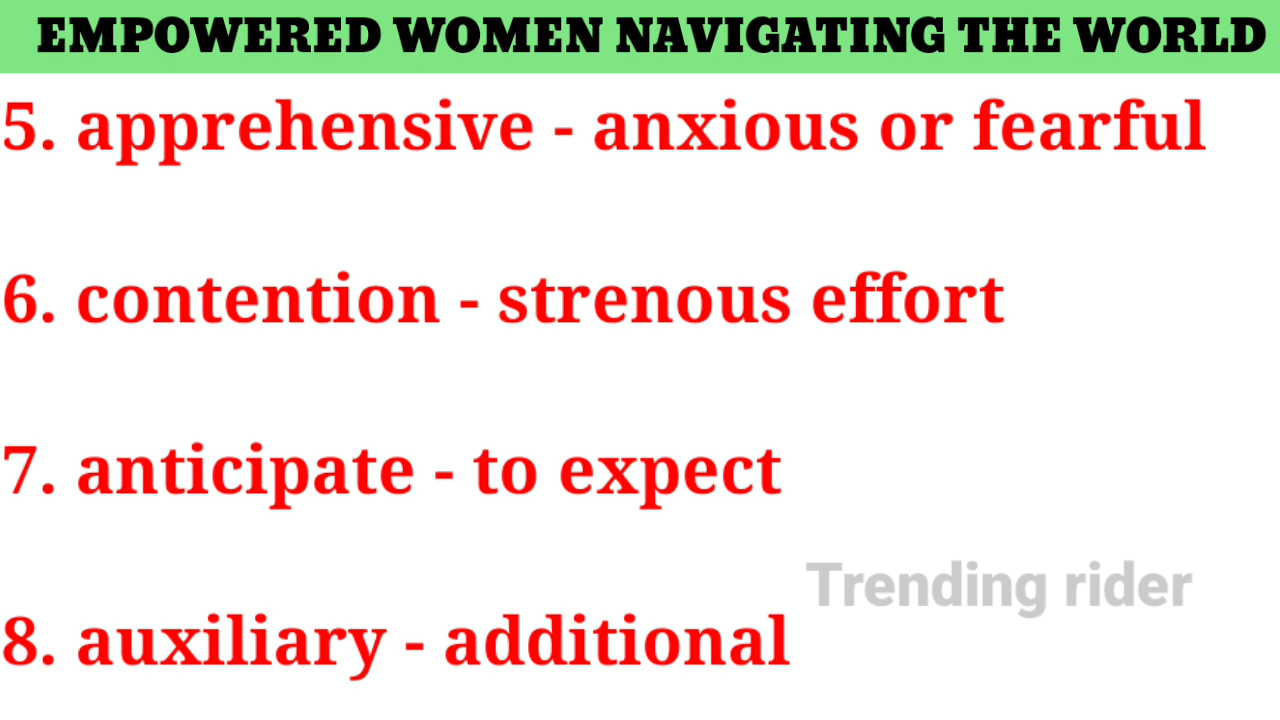 EMPOWERED WOMEN NAVIGATING THE WORLD
5. apprehensive - anxious or fearful
6. contention - strenous effort
7. anticipate - to expect
Trending rider
8. auxiliary - additional